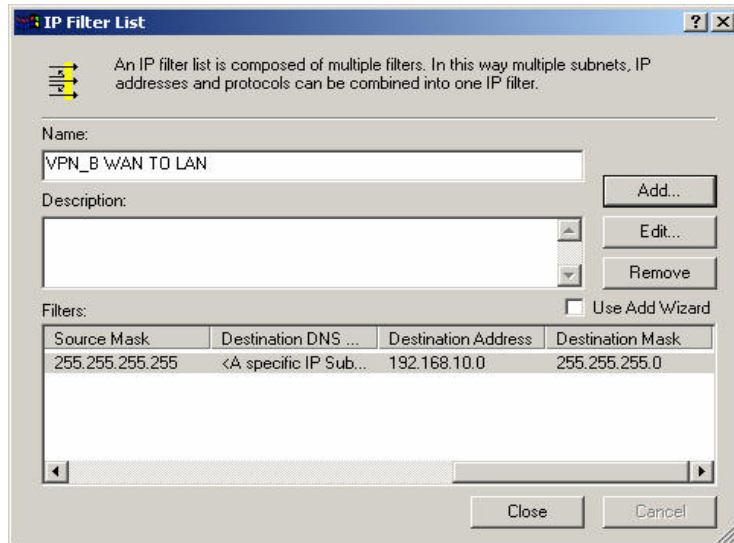 IP Filter List
An IP filter list is composed of multiple filters. In this way multiple subnets, IP
addresses and protocols can be combined into one IP filter.
Name:
VPN_B WAN TO LAN
Add...
Description:
Edit...
Remove
Filters:
Use Add Wizard
Source Mask Destination DNS ... Destination Address Destination Mask
255.255.255.255 <A specific IP Sub... 192.168.10.0 255.255.255.0
Close Cancel